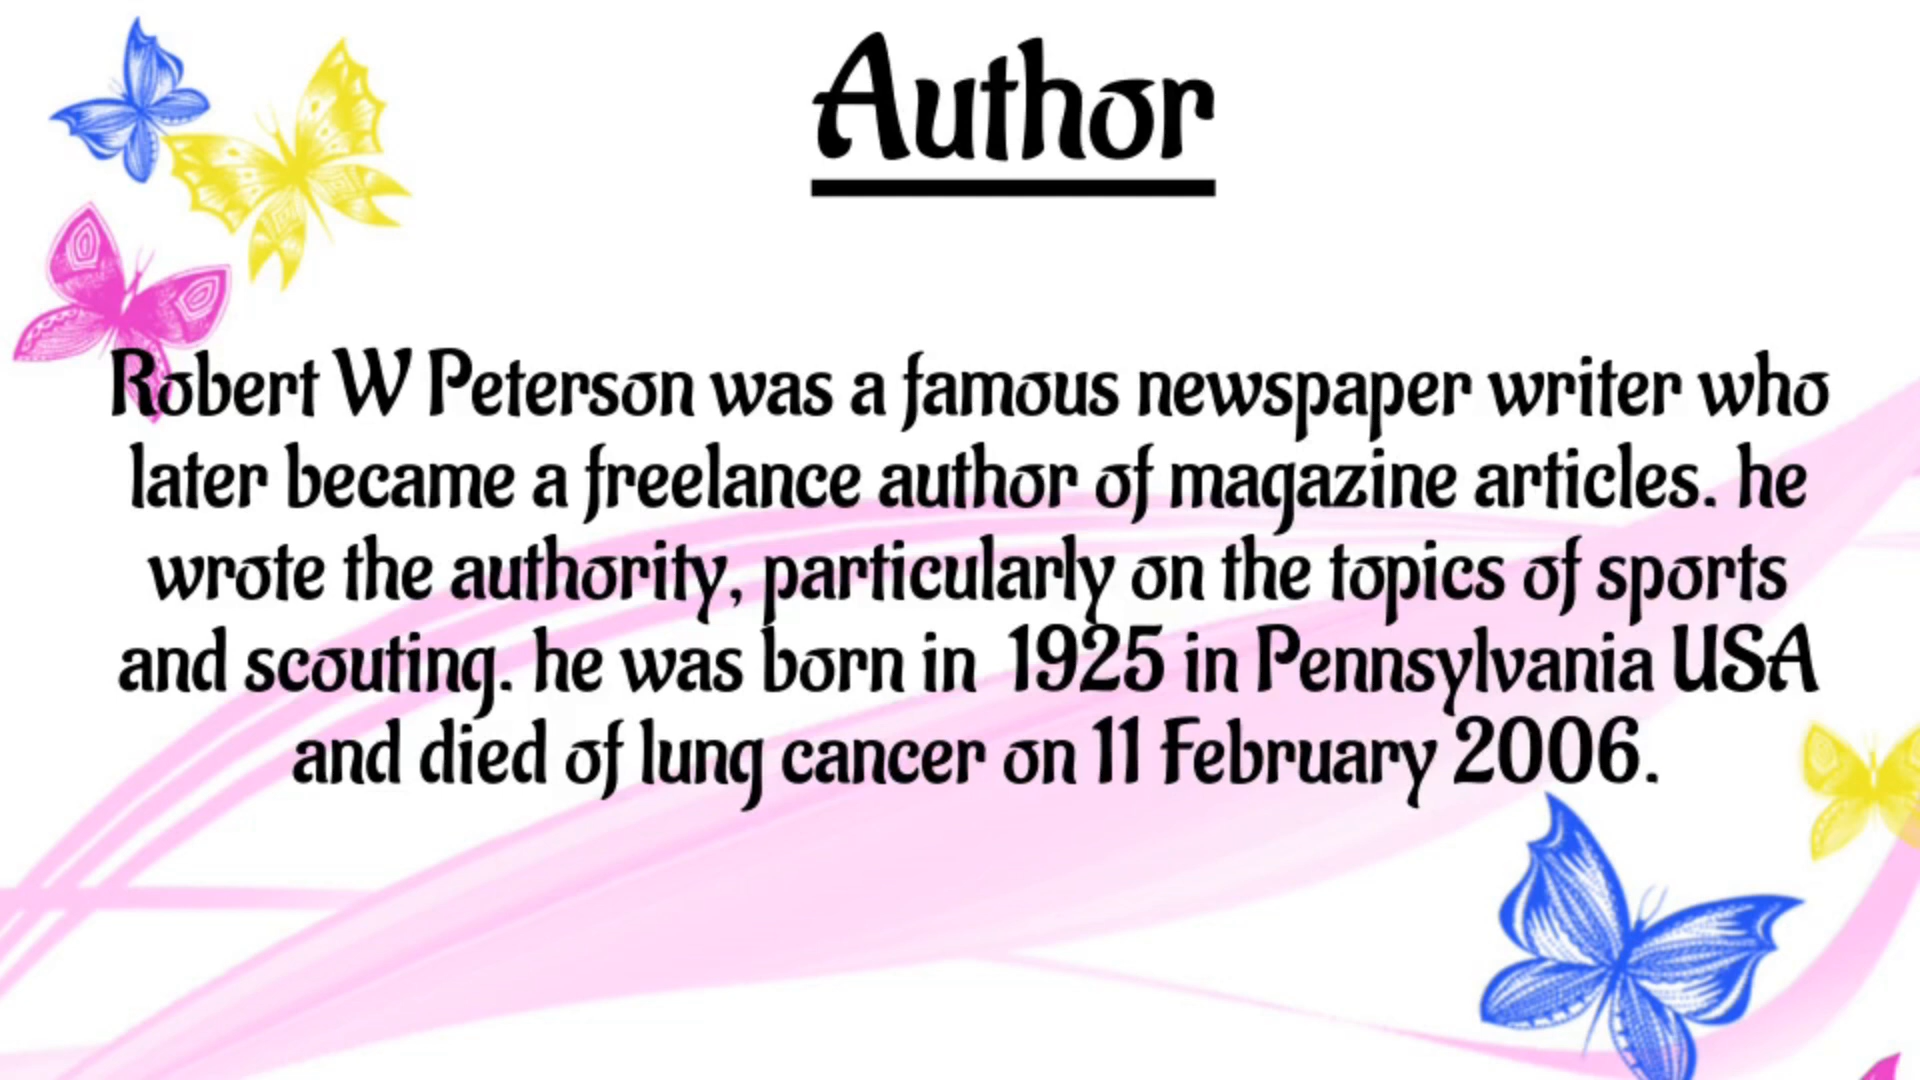 Author
Robert W Peterson was a famous newspaper writer who
later became a freelance author of magazine articles. he
wrote the authority, particularly on the topics of sports
and scouting. he was born in 1925 in Pennsylvania USA
and died of lung cancer on 11 February 2006.